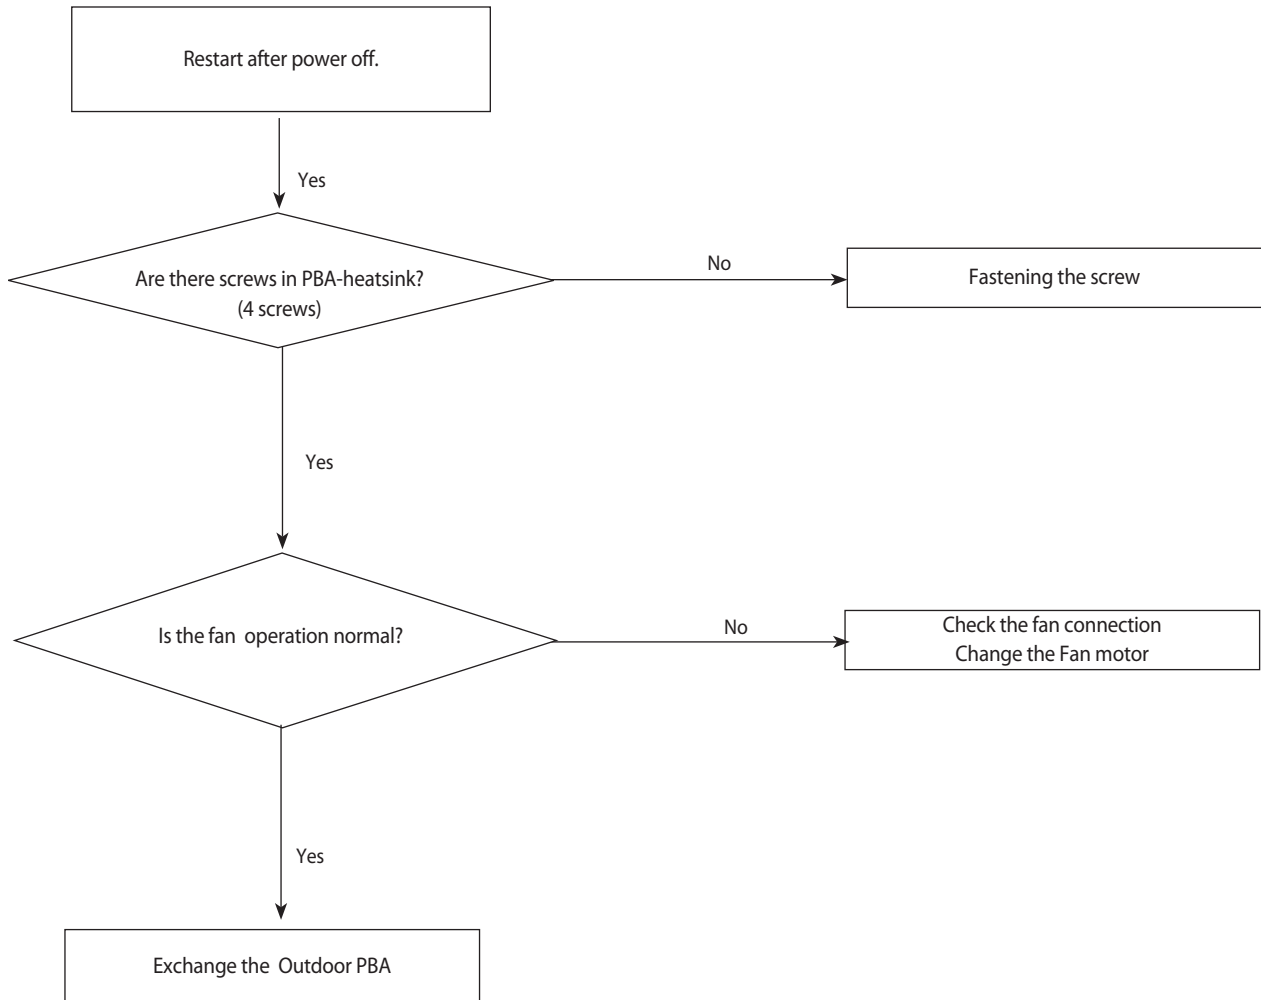 Restart after power off.
Yes
Are there screws in PBA-heatsink?
(4 screws)
No
Fastening the screw
Yes
Is the fan operation normal?
No
Check the fan connection
Change the Fan motor
Yes
Exchange the Outdoor PBA